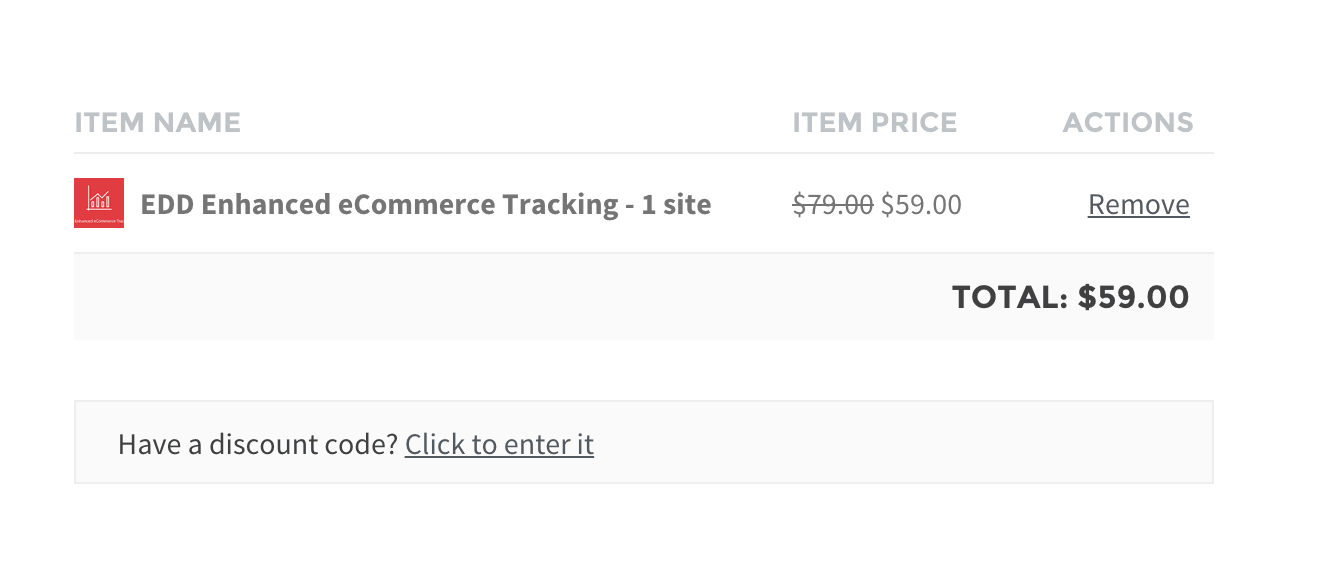 ITEM NAME ITEM PRICE ACTIONS
EDD Enhanced eCommerce Tracking - 1 site $79.00 $59.00 Remove
TOTAL: $59.00
Have a discount code? Click to enter it